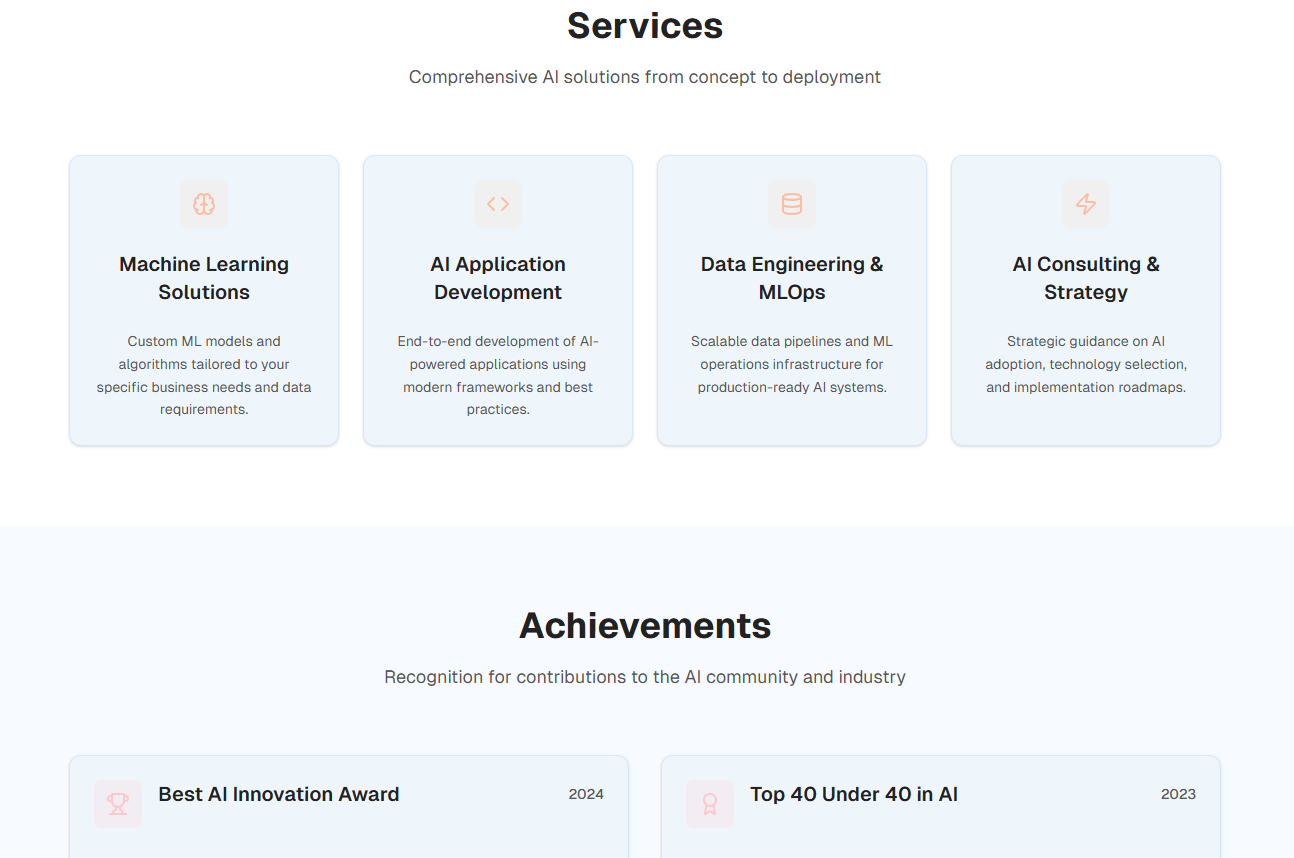 Services
Comprehensive AI solutions from concept to deployment
Machine Learning
Solutions
Custom ML models and
algorithms tailored to your
specific business needs and data
requirements.
AI Application
Development
End-to-end development of AI-
powered applications using
modern frameworks and best
practices.
Data Engineering &
MLOps
Scalable data pipelines and ML
operations infrastructure for
production-ready AI systems.
AI Consulting &
Strategy
Strategic guidance on AI
adoption, technology selection,
and implementation roadmaps.
Achievements
Recognition for contributions to the AI community and industry
Best AI Innovation Award 2024
Top 40 Under 40 in AI 2023